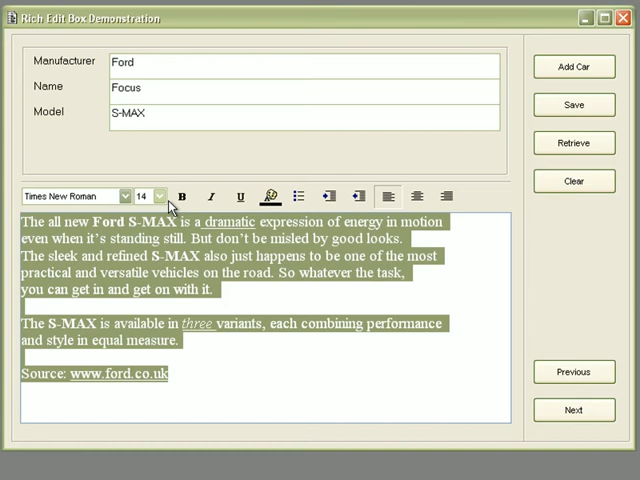 Rich Edit Box Demonstration
Manufacturer Ford
Name Focus
Model S-MAX
Add Car
Save
Retrieve
Clear
Times New Roman 14 B I U
The all new Ford S-MAX is a dramatic expression of energy in motion
even when it's standing still. But don't be misled by good looks.
The sleek and refined S-MAX also just happens to be one of the most
practical and versatile vehicles on the road. So whatever the task,
you can get in and get on with it.
The S-MAX is available in three variants, each combining performance
and style in equal measure.
Source: www.ford.co.uk
Previous
Next